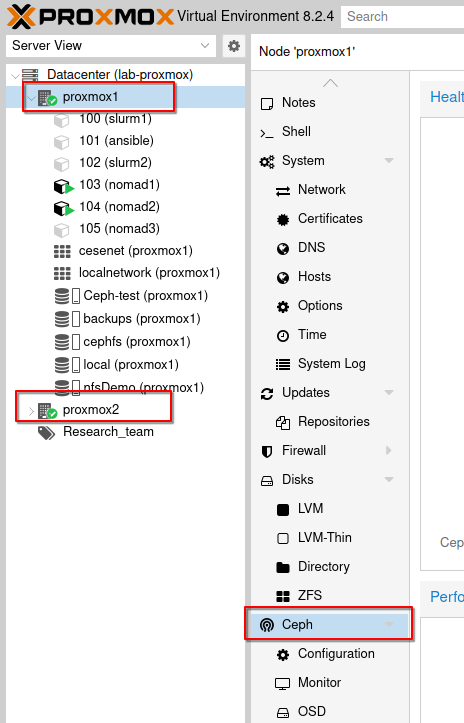 PROXMOX Virtual Environment 8.2.4 Search
Server View
Node 'proxmox1'
Datacenter (lab-proxmox)
proxmox1
100 (slurm1)
101 (ansible)
102 (slurm2)
103 (nomad1)
104 (nomad2)
105 (nomad3)
cesenet (proxmox1)
localnetwork (proxmox1)
Ceph-test (proxmox1)
backups (proxmox1)
cephfs (proxmox1)
local (proxmox1)
nfsDemo (proxmox1)
proxmox2
Research_team
Notes
Shell
System
Network
Certificates
DNS
Hosts
Options
Time
System Log
Updates
Repositories
Firewall
Disks
LVM
LVM-Thin
Directory
ZFS
Ceph
Configuration
Monitor
OSD
Healt
Cep
Perfo